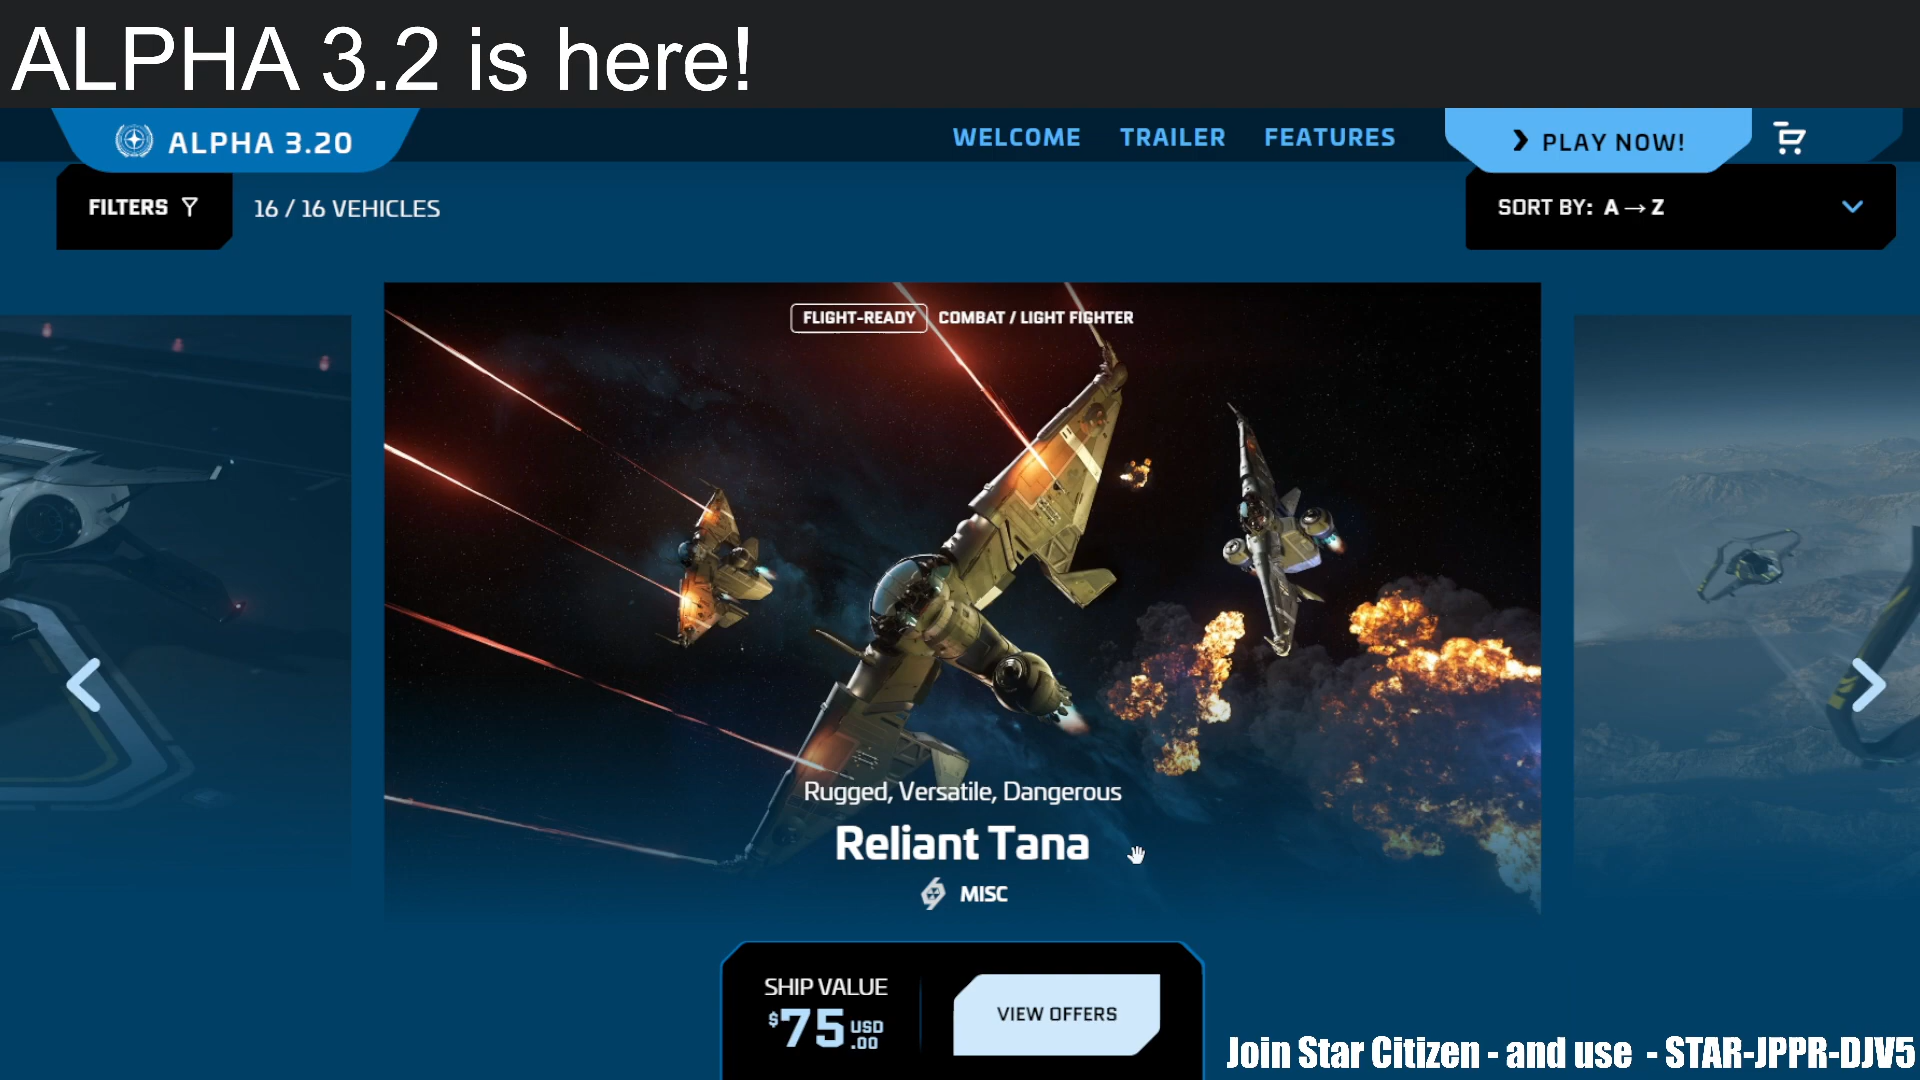 ALPHA 3.2 is here!
ALPHA 3.20
WELCOME TRAILER FEATURES
PLAY NOW!
FILTERS
16 / 16 VEHICLES
SORT BY: A→Z
FLIGHT-READY COMBAT / LIGHT FIGHTER
Rugged, Versatile, Dangerous
Reliant Tana
MISC
SHIP VALUE
$75 USD .00
VIEW OFFERS
Join Star Citizen - and use - STAR-JPPR-DJV5